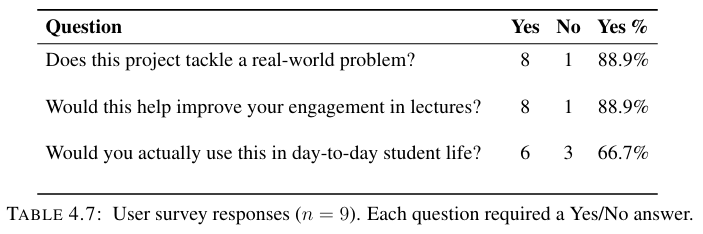 Question Yes No Yes %
Does this project tackle a real-world problem? 8 1 88.9%
Would this help improve your engagement in lectures? 8 1 88.9%
Would you actually use this in day-to-day student life? 6 3 66.7%
TABLE 4.7: User survey responses (n = 9). Each question required a Yes/No answer.